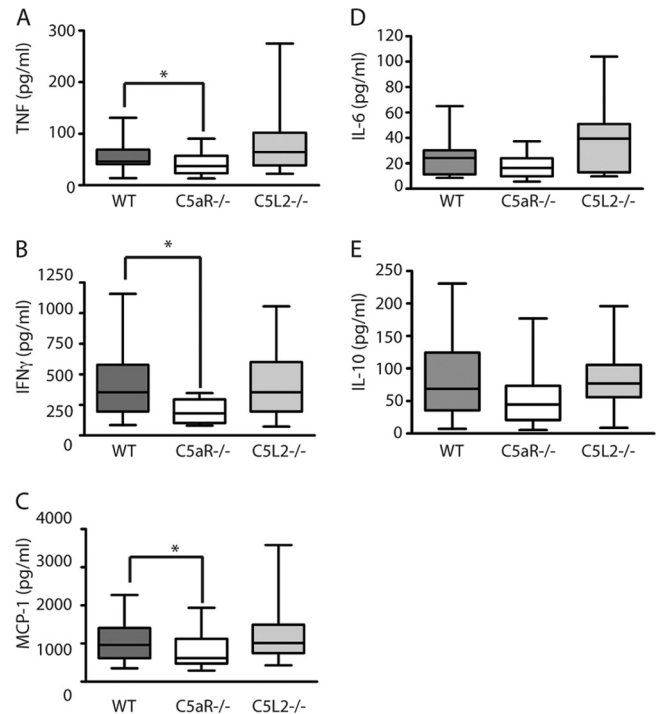 A
TNF (pg/ml)
300
200
100
0
*
WT C5aR-/- C5L2-/-
B
IFNγ (pg/ml)
1250
1000
750
500
250
0
*
WT C5aR-/- C5L2-/-
C
MCP-1 (pg/ml)
4000
3000
2000
1000
0
*
WT C5aR-/- C5L2-/-
D
IL-6 (pg/ml)
120
100
80
60
40
20
0
WT C5aR-/- C5L2-/-
E
IL-10 (pg/ml)
250
200
150
100
50
0
WT C5aR-/- C5L2-/-